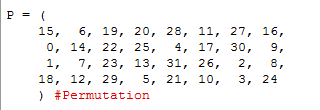 P = (
15, 6, 19, 20, 28, 11, 27, 16,
0, 14, 22, 25, 4, 17, 30, 9,
1, 7, 23, 13, 31, 26, 2, 8,
18, 12, 29, 5, 21, 10, 3, 24
) #Permutation